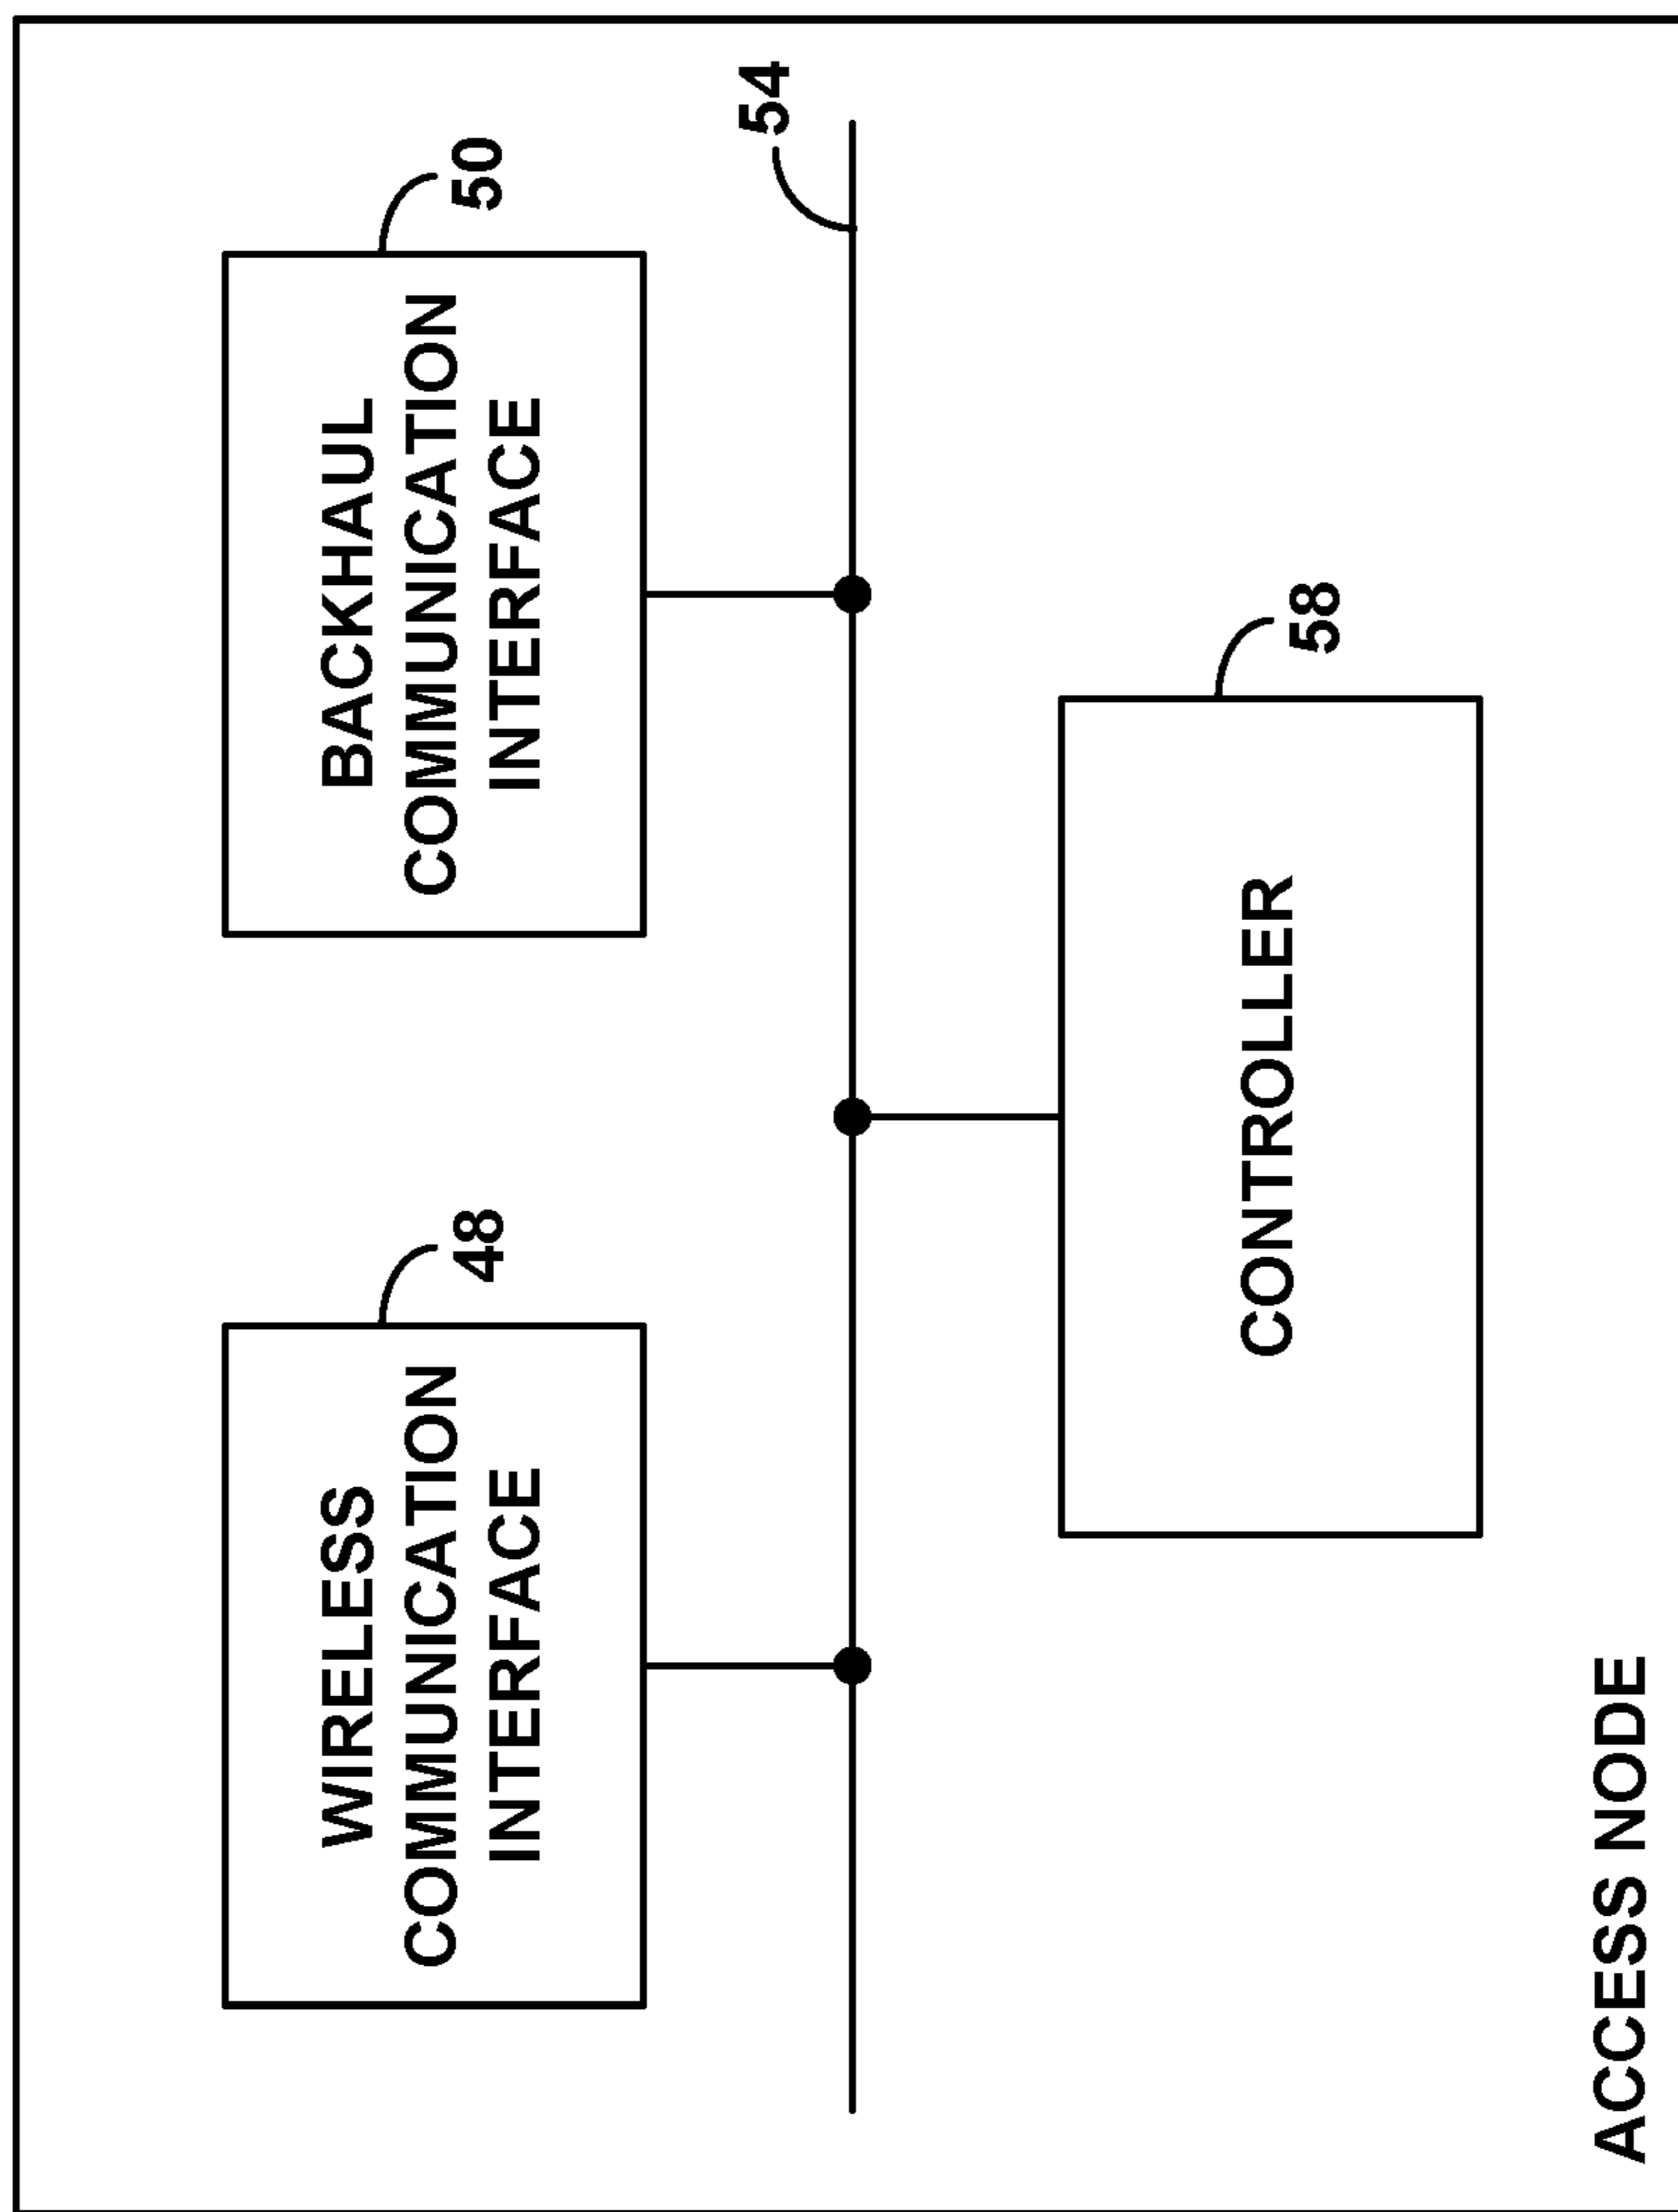 WIRELESS
COMMUNICATION
INTERFACE
48
BACKHAUL
COMMUNICATION
INTERFACE
50
54
CONTROLLER
58
ACCESS NODE